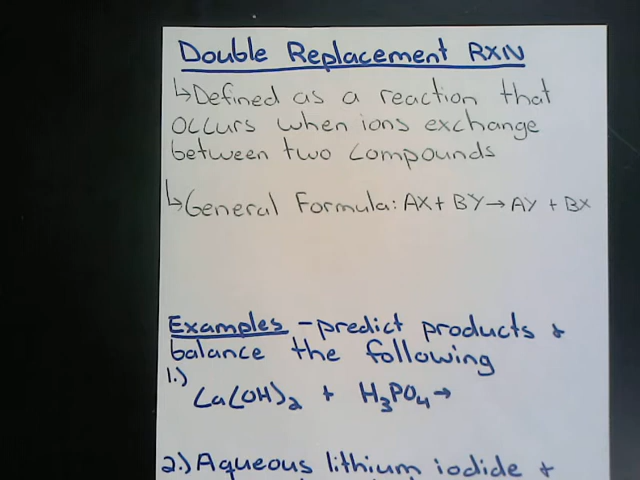 Double Replacement RXN
↳Defined as a reaction that
occurs when ions exchange
between two compounds
↳General Formula: AX + BY → AY + BX
Examples - predict products &
balance the following
1.)
Ca(OH)₂ + H₃PO₄ →
2.) Aqueous lithium iodide +